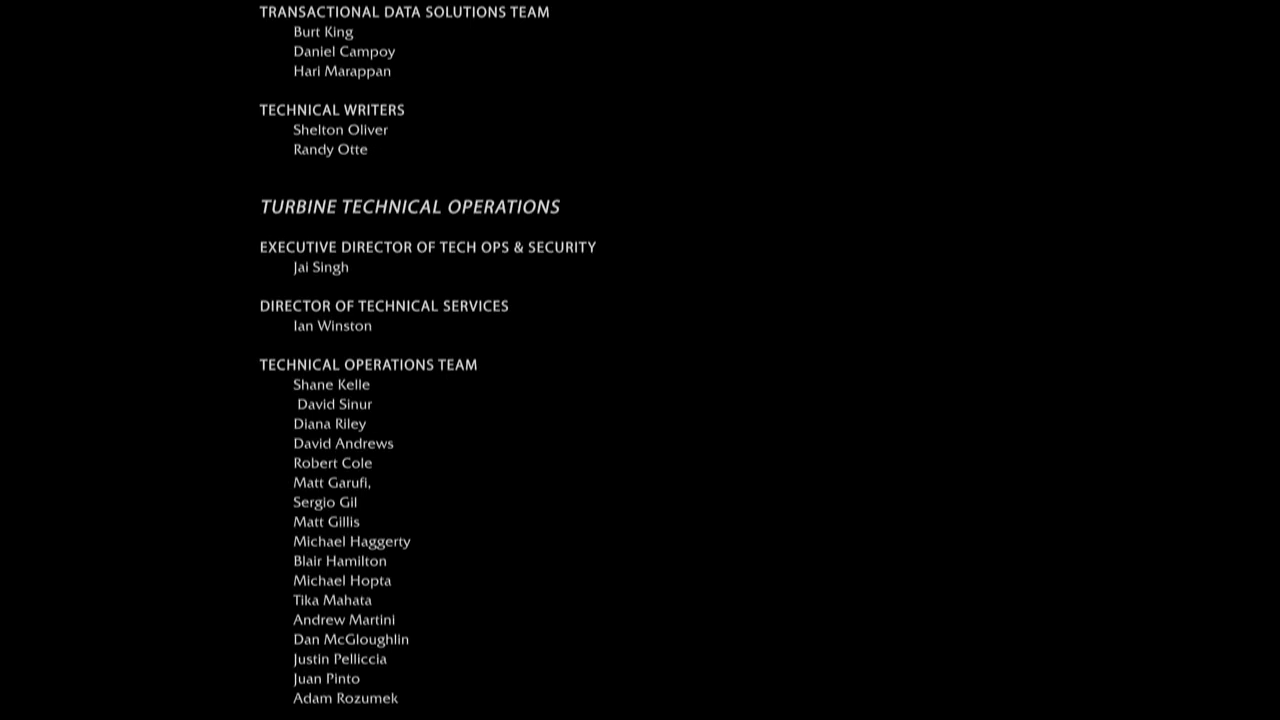 TRANSACTIONAL DATA SOLUTIONS TEAM
Burt King
Daniel Campoy
Hari Marappan
TECHNICAL WRITERS
Shelton Oliver
Randy Otte
TURBINE TECHNICAL OPERATIONS
EXECUTIVE DIRECTOR OF TECH OPS & SECURITY
Jai Singh
DIRECTOR OF TECHNICAL SERVICES
Ian Winston
TECHNICAL OPERATIONS TEAM
Shane Kelle
David Sinur
Diana Riley
David Andrews
Robert Cole
Matt Garufi,
Sergio Gil
Matt Gillis
Michael Haggerty
Blair Hamilton
Michael Hopta
Tika Mahata
Andrew Martini
Dan McGloughlin
Justin Pelliccia
Juan Pinto
Adam Rozumek